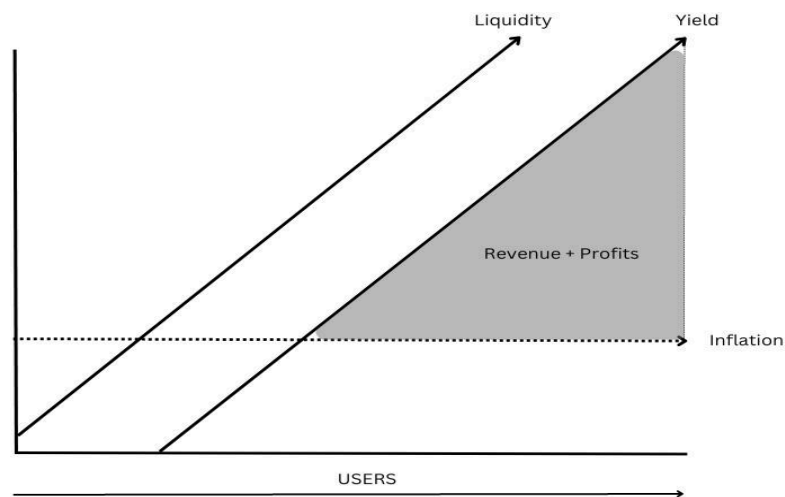 Liquidity
Yield
Revenue + Profits
Inflation
USERS